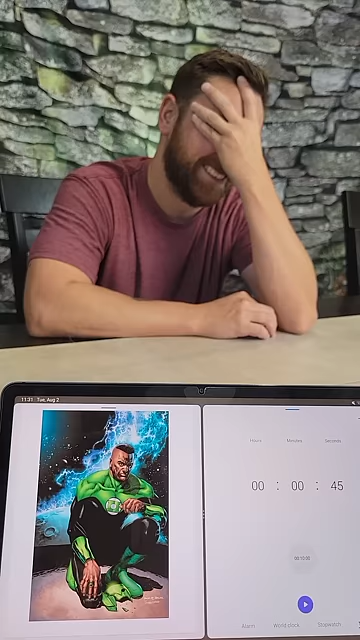 11:31 Tue, Aug 2
Hours Minutes Seconds
00 : 00 : 45
00:10:00
Alarm World clock Stopwatch